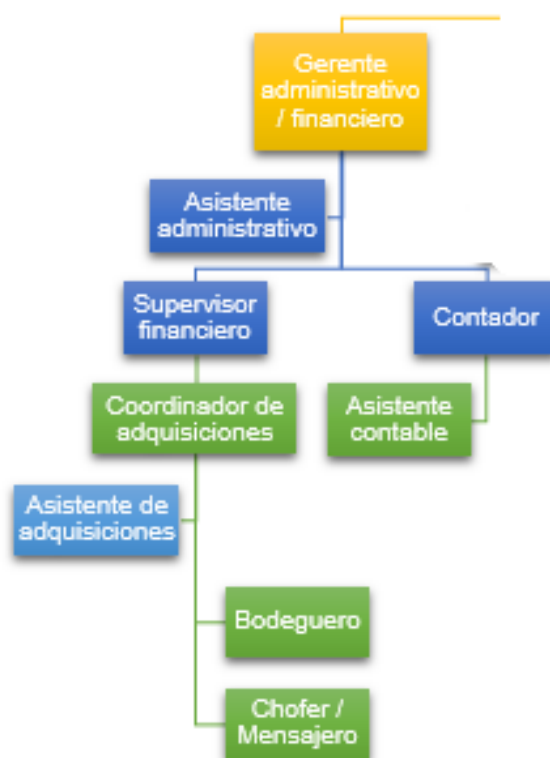 Gerente
administrativo
/ financiero
Asistente
administrativo
Supervisor
financiero
Contador
Coordinador de
adquisiciones
Asistente
contable
Asistente de
adquisiciones
Bodeguero
Chofer /
Mensajero